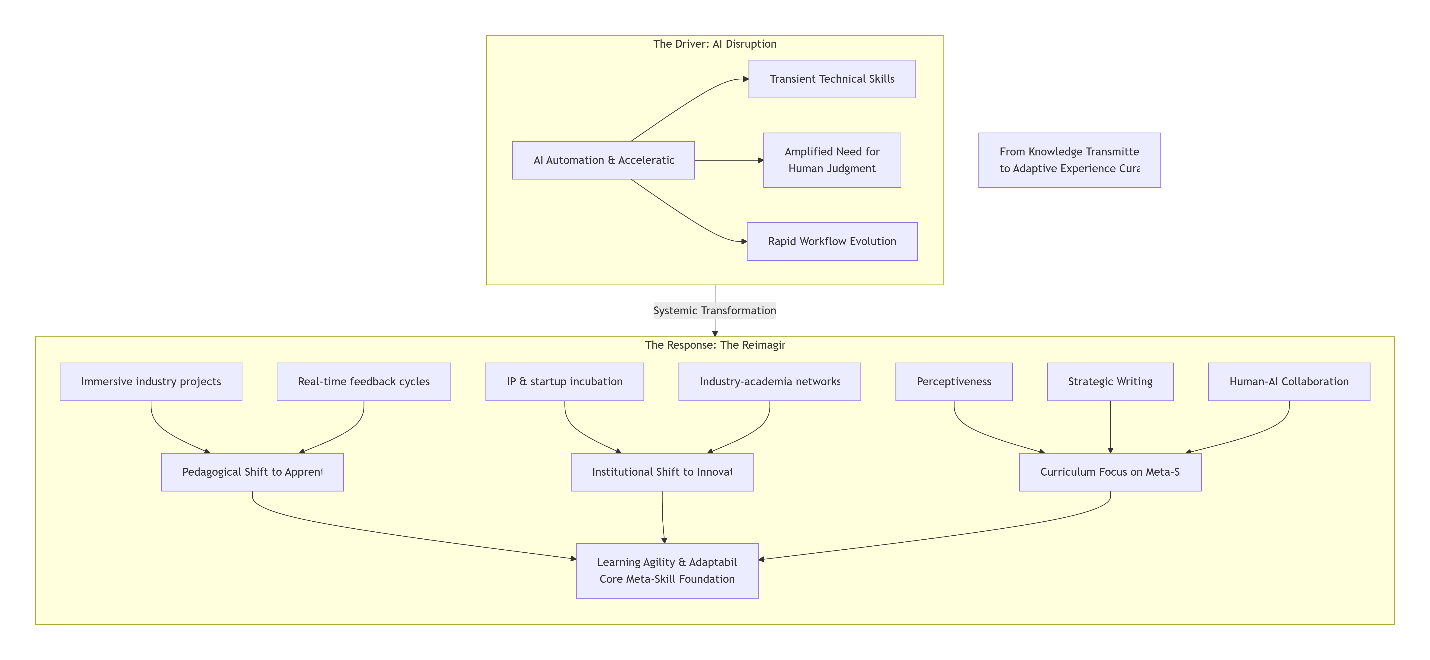 The Driver: AI Disruption
Transient Technical Skills
AI Automation & Acceleratic
Amplified Need for
Human Judgment
Rapid Workflow Evolution
From Knowledge Transmitte
to Adaptive Experience Cura
Systemic Transformation
The Response: The Reimagir
Immersive industry projects
Real-time feedback cycles
IP & startup incubation
Industry-academia networks
Perceptiveness
Strategic Writing
Human-AI Collaboration
Pedagogical Shift to Apprent
Institutional Shift to Innovat
Curriculum Focus on Meta-S
Learning Agility & Adaptabil
Core Meta-Skill Foundation